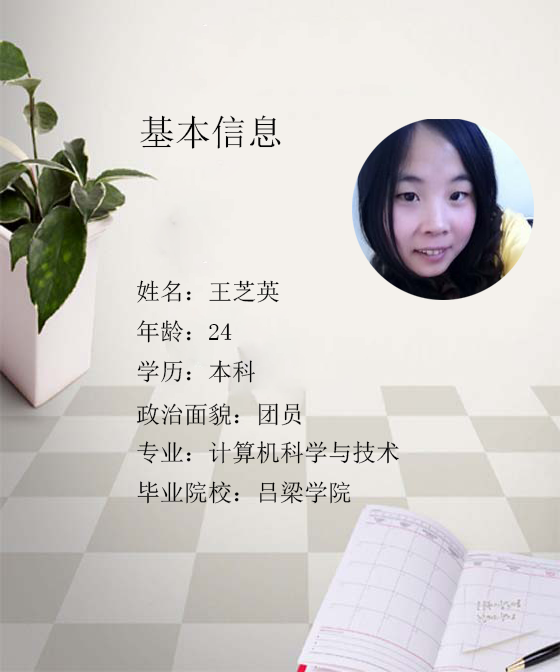 基本信息
姓名：王芝英
年龄：24
学历：本科
政治面貌：团员
专业：计算机科学与技术
毕业院校：吕梁学院